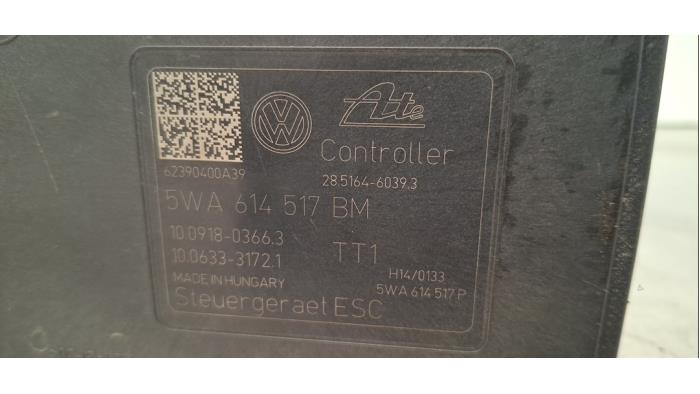 VW
Ate
Controller
62390400A39
28.5164-6039.3
5WA 614 517 BM
10.0918-0366.3
TT1
10.0633-3172.1
H14/0133
MADE IN HUNGARY
5WA 614 517 P
Steuergeraet ESC